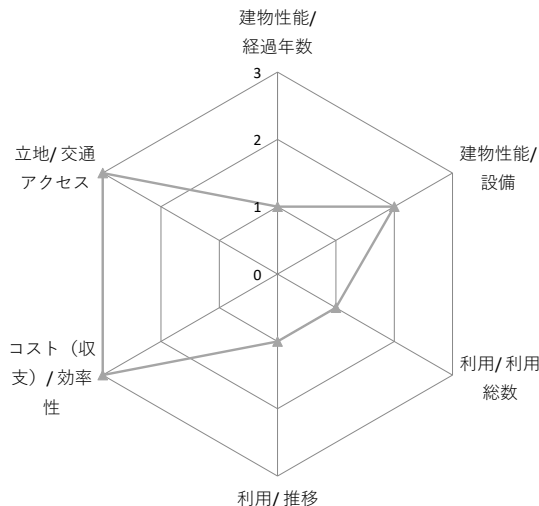 建物性能/
経過年数
3
立地/ 交通
アクセス
2
建物性能/
設備
1
0
コスト（収
支）/ 効率
性
利用/ 利用
総数
利用/ 推移